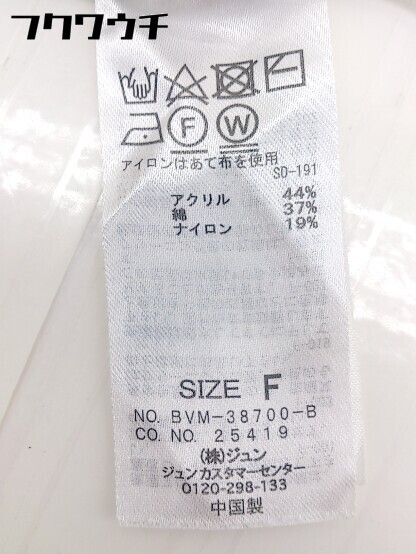 フクワウチ
F W
アイロンはあて布を使用
SD-191
アクリル 44%
綿 37%
ナイロン 19%
SIZE F
NO. BVM-38700-B
CO. NO. 25419
(株)ジュン
ジュンカスタマーセンター
0120-298-133
中国製